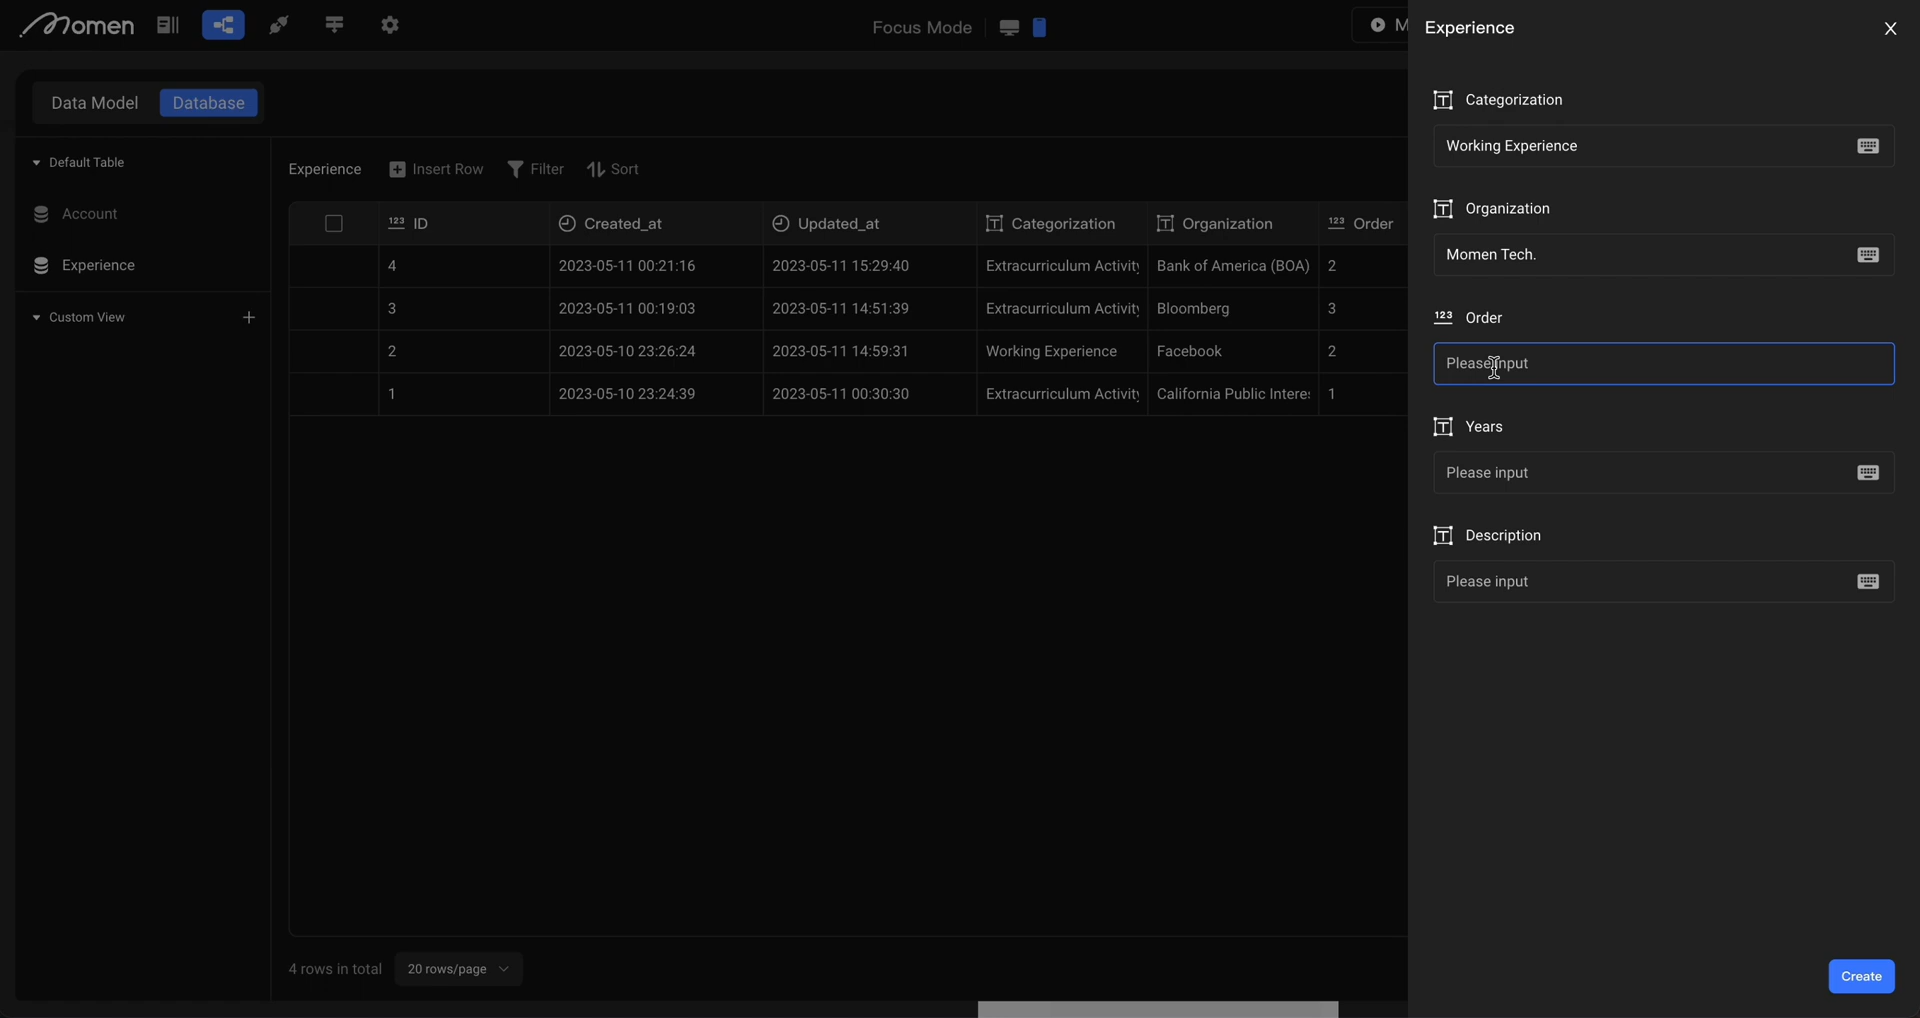 Momen
Focus Mode
M
Experience
Data Model
Database
Default Table
Account
Experience
Custom View
Experience
Insert Row
Filter
Sort
123 ID Created_at Updated_at Categorization Organization 123 Order
4 2023-05-11 00:21:16 2023-05-11 15:29:40 Extracurriculum Activity Bank of America (BOA) 2
3 2023-05-11 00:19:03 2023-05-11 14:51:39 Extracurriculum Activity Bloomberg 3
2 2023-05-10 23:26:24 2023-05-11 14:59:31 Working Experience Facebook 2
1 2023-05-10 23:24:39 2023-05-11 00:30:30 Extracurriculum Activity California Public Interes 1
4 rows in total
20 rows/page
T Categorization
Working Experience
T Organization
Momen Tech.
123 Order
Please input
T Years
Please input
T Description
Please input
Create